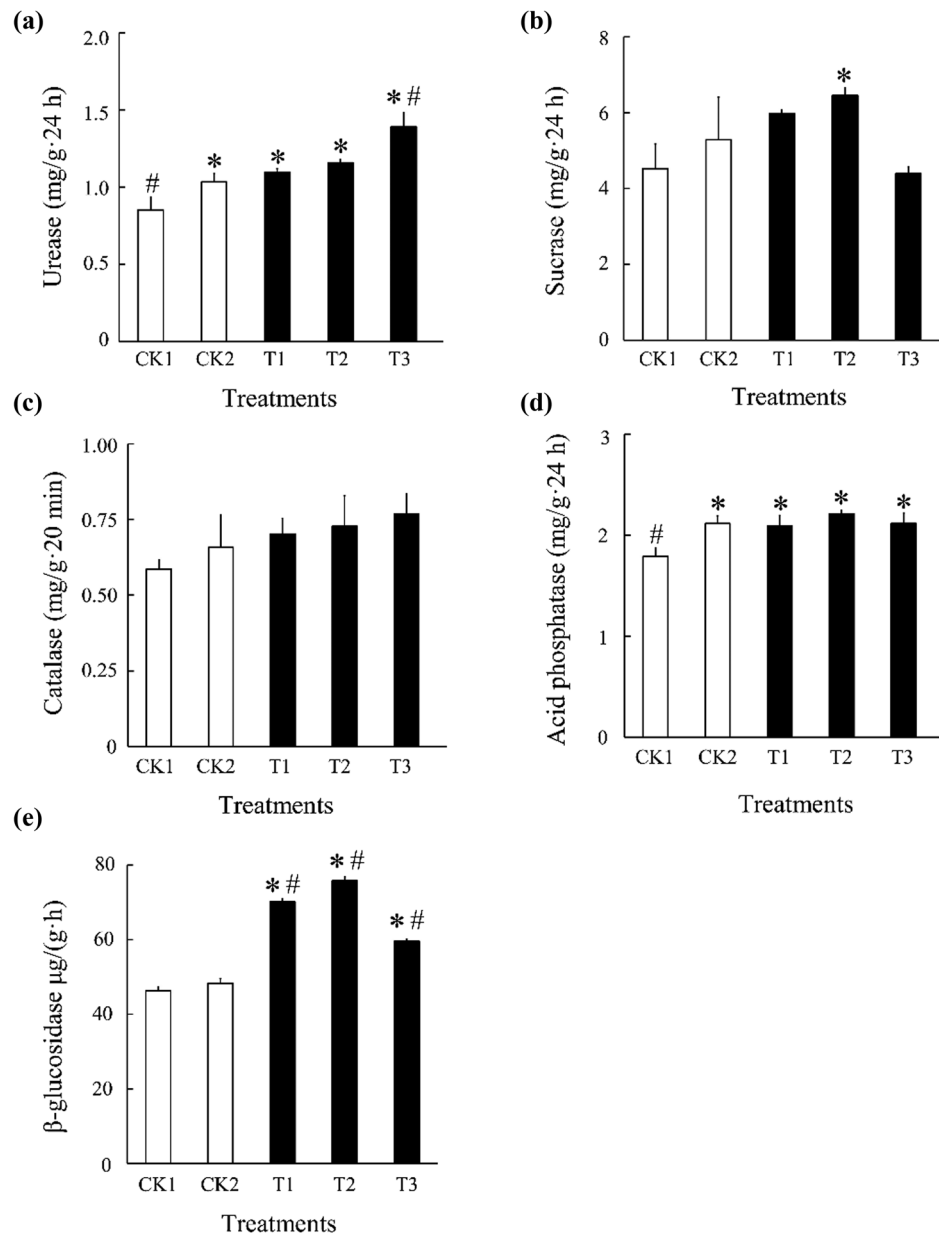 (a)
Urease (mg/g·24 h)
2.0
1.5
1.0
0.5
0
#
*
*
*
* #
CK1 CK2 T1 T2 T3
Treatments
(b)
Sucrase (mg/g·24 h)
8
6
4
2
0
*
CK1 CK2 T1 T2 T3
Treatments
(c)
Catalase (mg/g·20 min)
1.00
0.75
0.50
0.25
0
CK1 CK2 T1 T2 T3
Treatments
(d)
Acid phosphatase (mg/g·24 h)
3
2
1
0
#
*
*
*
*
CK1 CK2 T1 T2 T3
Treatments
(e)
β-glucosidase μg/(g·h)
80
60
40
20
0
* #
* #
* #
CK1 CK2 T1 T2 T3
Treatments